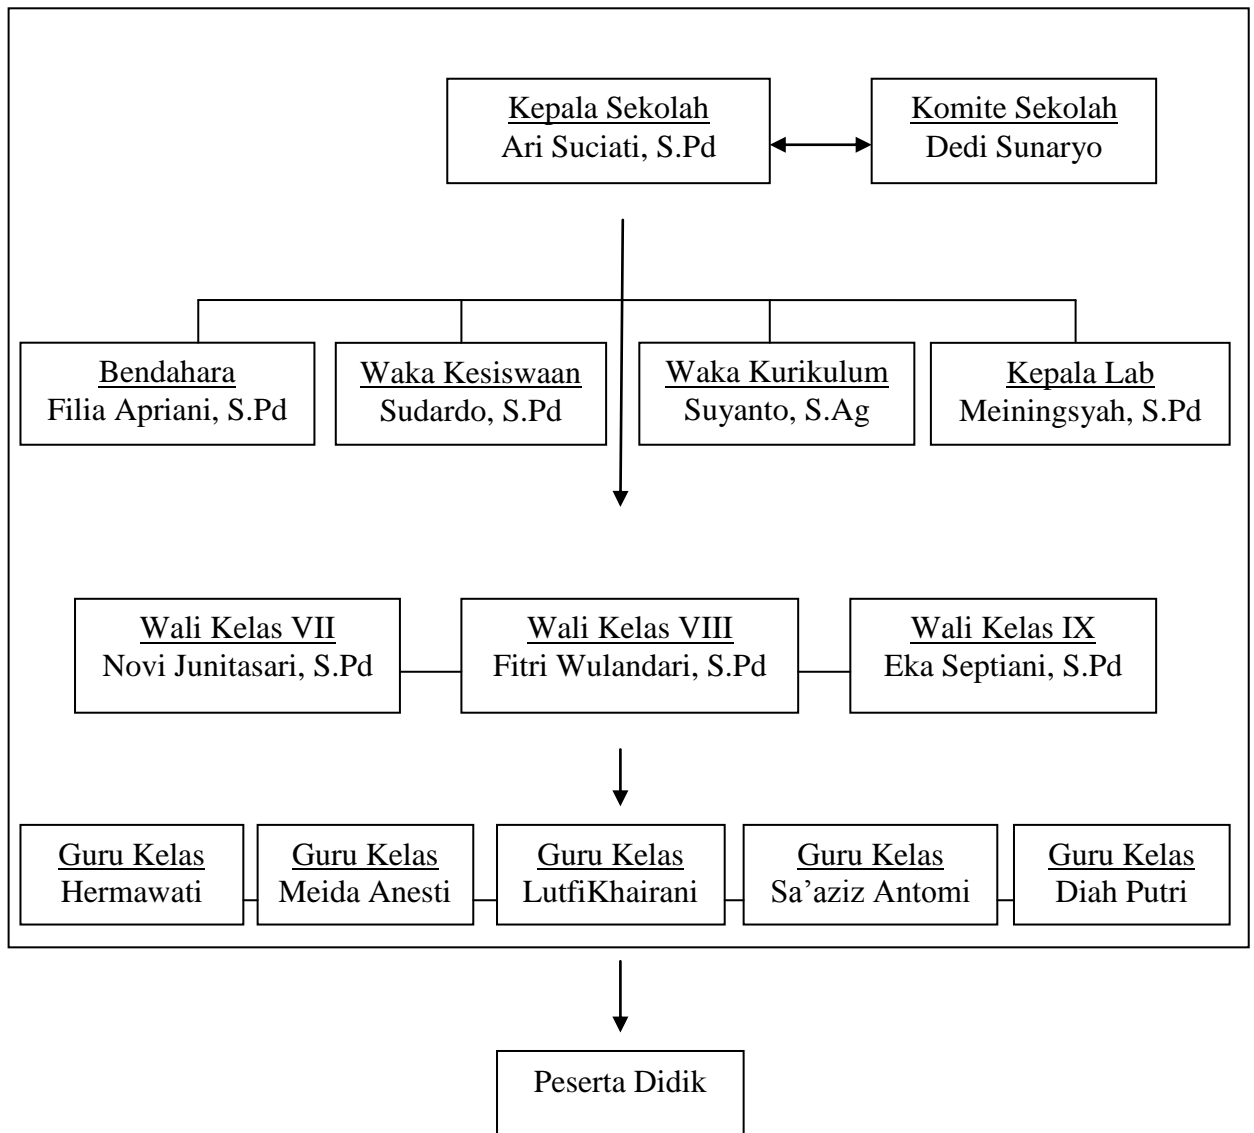 Kepala Sekolah
Ari Suciati, S.Pd
Komite Sekolah
Dedi Sunaryo
Bendahara
Filia Apriani, S.Pd
Waka Kesiswaan
Sudardo, S.Pd
Waka Kurikulum
Suyanto, S.Ag
Kepala Lab
Meiningsyah, S.Pd
Wali Kelas VII
Novi Junitasari, S.Pd
Wali Kelas VIII
Fitri Wulandari, S.Pd
Wali Kelas IX
Eka Septiani, S.Pd
Guru Kelas
Hermawati
Guru Kelas
Meida Anesti
Guru Kelas
LutfiKhairani
Guru Kelas
Sa’aziz Antomi
Guru Kelas
Diah Putri
Peserta Didik